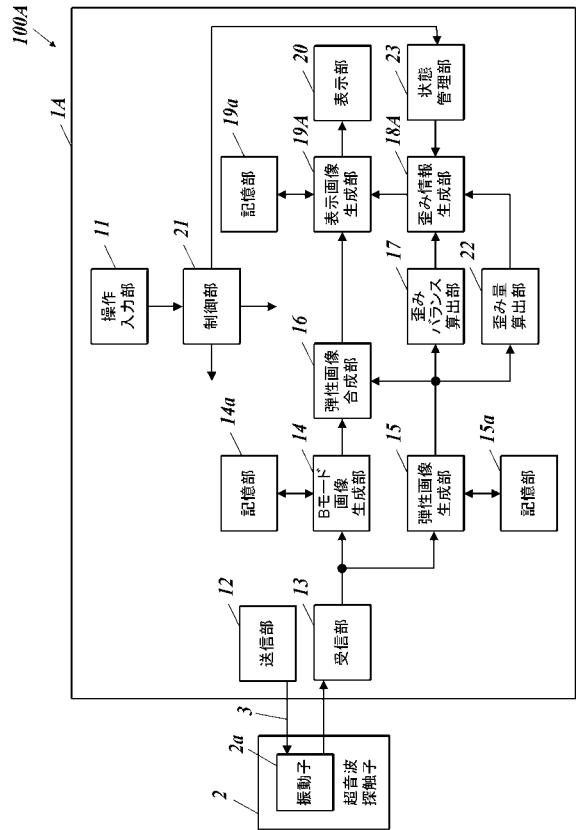 100A
1A
11
操作
入力部
21
制御部
19a
記憶部
19A
表示画像
生成部
20
表示部
14a
記憶部
16
弾性画像
合成部
18A
歪み情報
生成部
23
状態
管理部
12
送信部
14
Bモード
画像
生成部
17
歪み
バランス
算出部
13
受信部
15
弾性画像
生成部
22
歪み量
算出部
15a
記憶部
3
2
2a
振動子
超音波
探触子